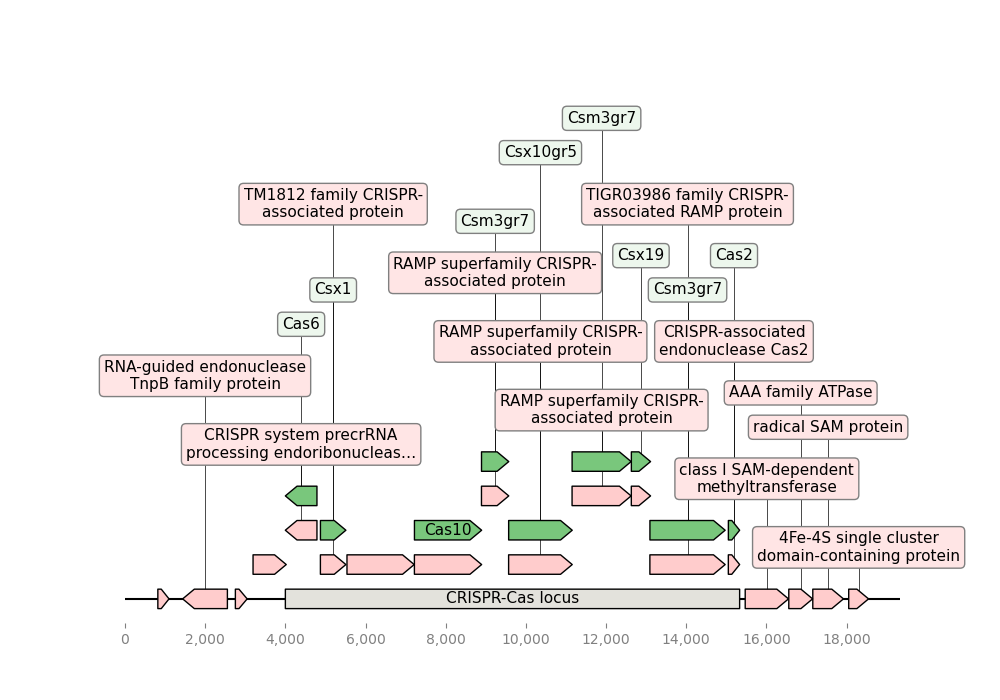 Csm3gr7
Csx10gr5
TM1812 family CRISPR-
associated protein
TIGR03986 family CRISPR-
associated RAMP protein
Csm3gr7
Csx19
Cas2
RAMP superfamily CRISPR-
associated protein
Csx1
Csm3gr7
Cas6
RAMP superfamily CRISPR-
associated protein
CRISPR-associated
endonuclease Cas2
RNA-guided endonuclease
TnpB family protein
AAA family ATPase
RAMP superfamily CRISPR-
associated protein
radical SAM protein
CRISPR system precrRNA
processing endoribonucleas...
class I SAM-dependent
methyltransferase
Cas10
4Fe-4S single cluster
domain-containing protein
CRISPR-Cas locus
0 2,000 4,000 6,000 8,000 10,000 12,000 14,000 16,000 18,000